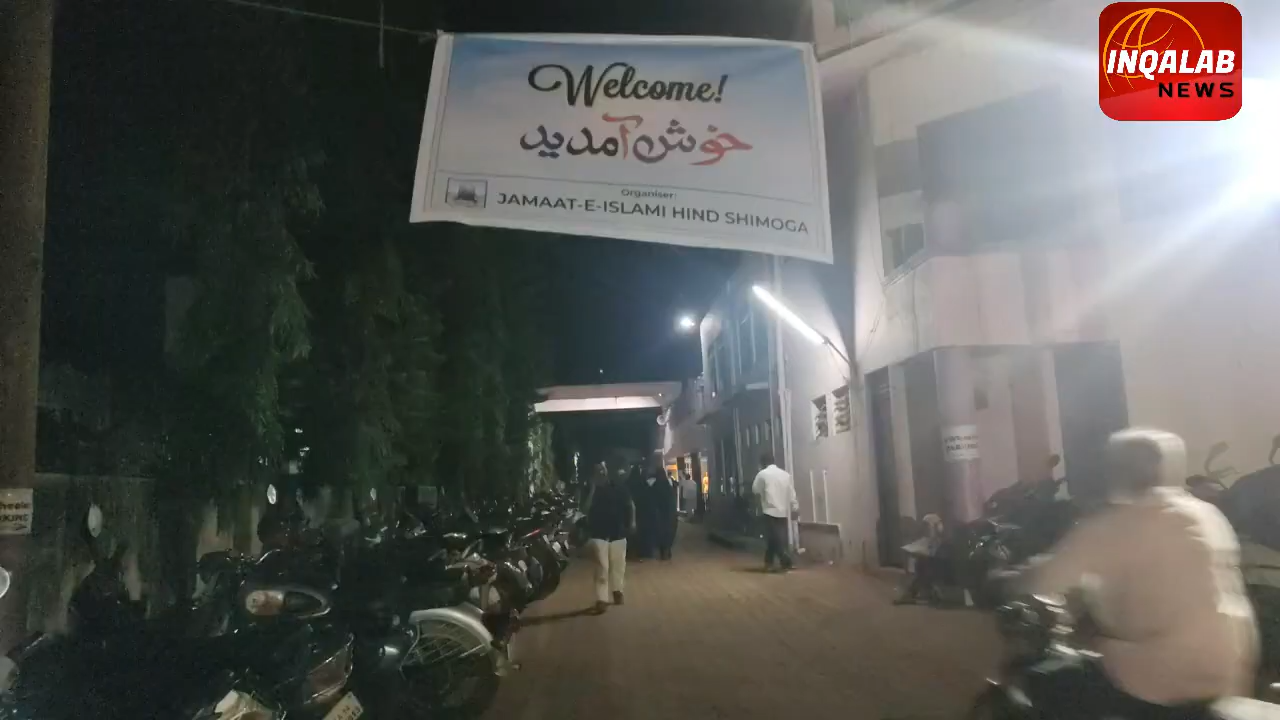 INQALAB
NEWS
Welcome!
خوش آمدید
Organiser:
JAMAAT-E-ISLAMI HIND SHIMOGA